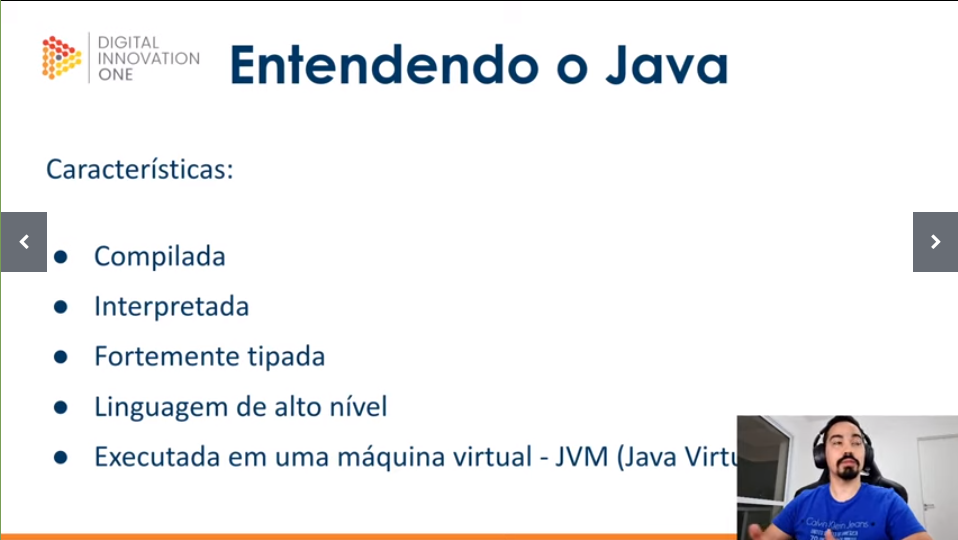 DIGITAL
INNOVATION
ONE
Entendendo o Java
Características:
● Compilada
● Interpretada
● Fortemente tipada
● Linguagem de alto nível
● Executada em uma máquina virtual - JVM (Java Virtu
Calvin Klein Jeans